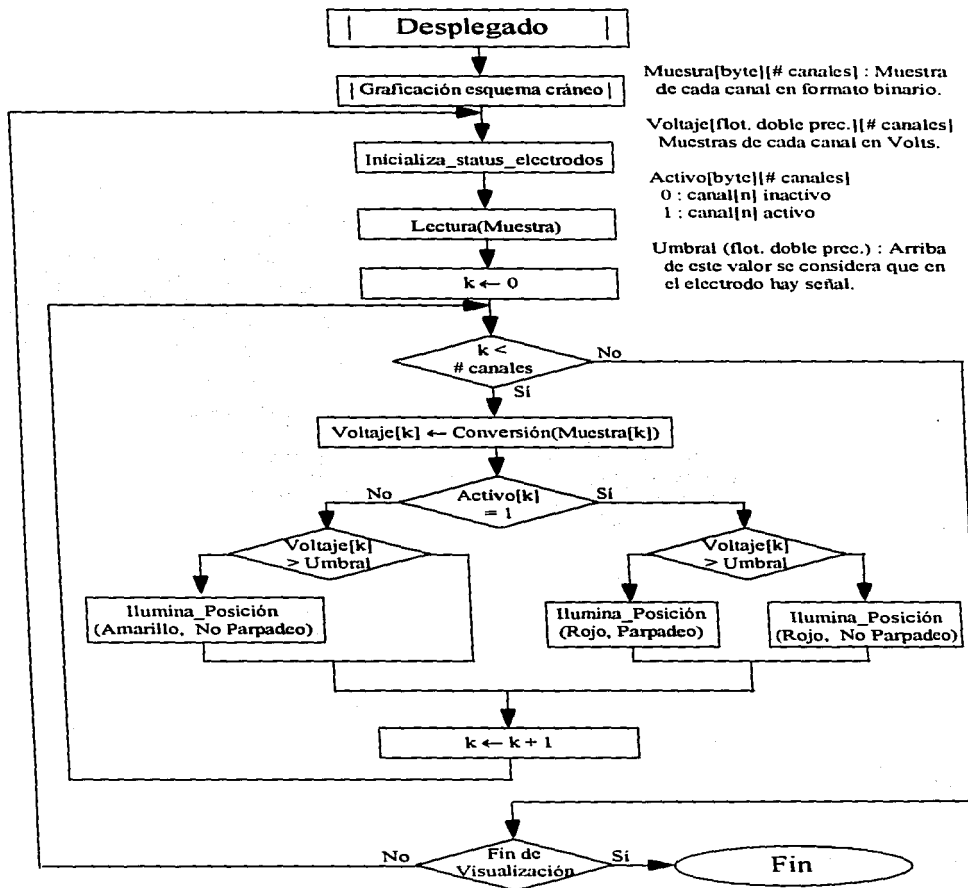 Desplegado
Graficación esquema cráneo
Muestra[byte][# canales] : Muestra
de cada canal en formato binario.
Voltaje[flot. doble prec.][# canales]
Muestras de cada canal en Volts.
Activo[byte][# canales]
0 : canal[n] inactivo
1 : canal[n] activo
Umbral (flot. doble prec.) : Arriba
de este valor se considera que en
el electrodo hay señal.
Inicializa_status_electrodos
Lectura(Muestra)
k ← 0
k <
# canales
No
Sí
Voltaje[k] ← Conversión(Muestra[k])
Activo[k]
= 1
No
Sí
Voltaje[k]
> Umbral
Voltaje[k]
> Umbral
Ilumina_Posición
(Amarillo, No Parpadeo)
Ilumina_Posición
(Rojo, Parpadeo)
Ilumina_Posición
(Rojo, No Parpadeo)
k ← k + 1
Fin de
Visualización
No
Sí
Fin